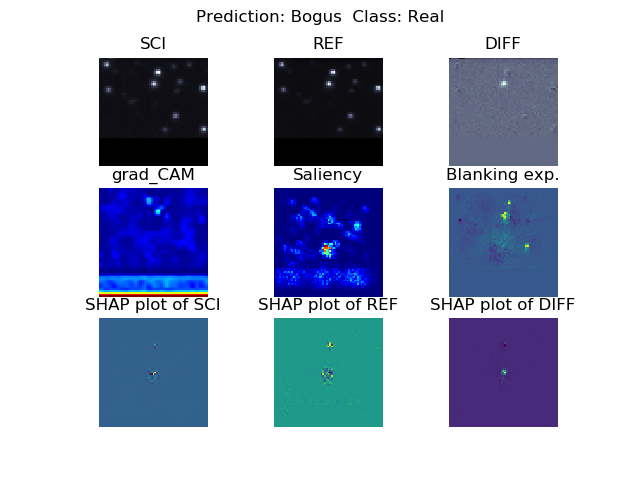 Prediction: Bogus  Class: Real
SCI
REF
DIFF
grad_CAM
Saliency
Blanking exp.
SHAP plot of SCI
SHAP plot of REF
SHAP plot of DIFF